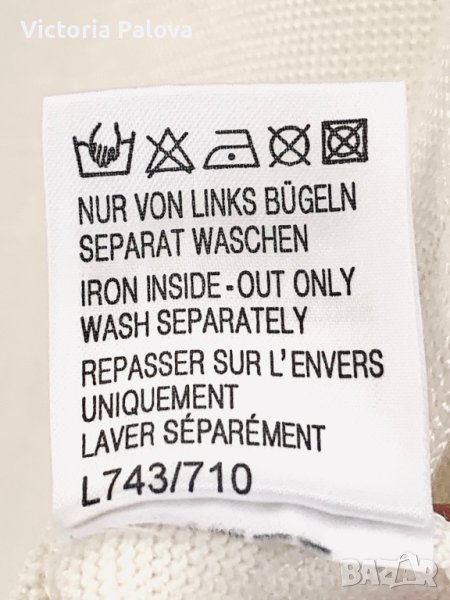 Victoria Palova
NUR VON LINKS BÜGELN
SEPARAT WASCHEN
IRON INSIDE-OUT ONLY
WASH SEPARATELY
REPASSER SUR L'ENVERS
UNIQUEMENT
LAVER SÉPARÉMENT
L743/710
bazar